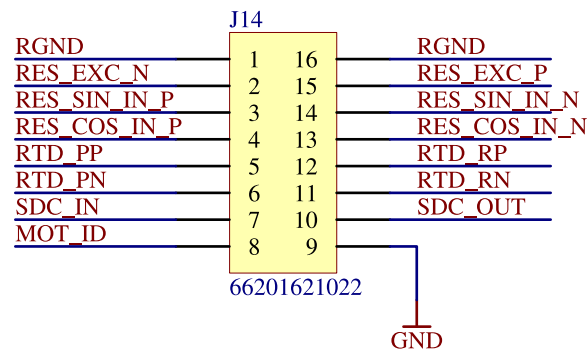 J14
RGND 1 16 RGND
RES_EXC_N 2 15 RES_EXC_P
RES_SIN_IN_P 3 14 RES_SIN_IN_N
RES_COS_IN_P 4 13 RES_COS_IN_N
RTD_PP 5 12 RTD_RP
RTD_PN 6 11 RTD_RN
SDC_IN 7 10 SDC_OUT
MOT_ID 8 9
66201621022
GND